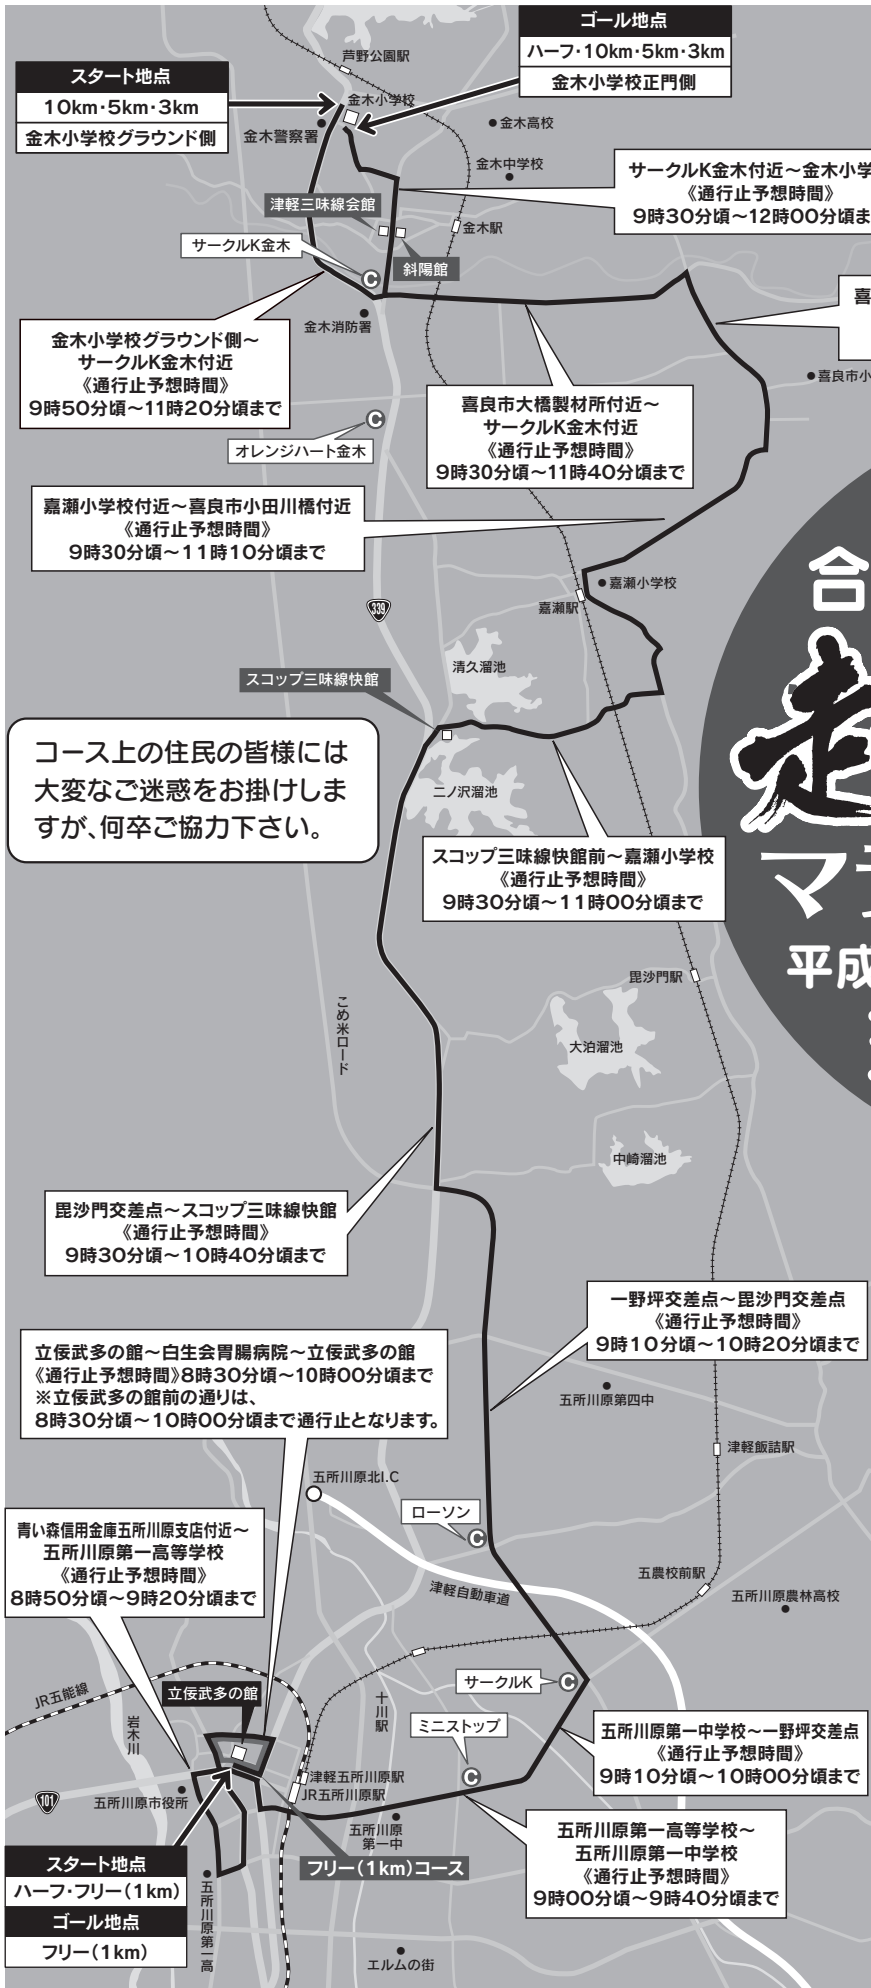 ゴール地点
ハーフ・10km・5km・3km
金木小学校正門側
芦野公園駅
スタート地点
10km・5km・3km
金木小学校グラウンド側
金木小学校
金木警察署
金木高校
金木中学校
サークルK金木付近～金木小学
《通行止予想時間》
9時30分頃～12時00分頃ま
津軽三味線会館
金木駅
サークルK金木
斜陽館
C
金木消防署
喜
喜良市小
金木小学校グラウンド側～
サークルK金木付近
《通行止予想時間》
9時50分頃～11時20分頃まで
喜良市大橋製材所付近～
サークルK金木付近
《通行止予想時間》
9時30分頃～11時40分頃まで
C
オレンジハート金木
嘉瀬小学校付近～喜良市小田川橋付近
《通行止予想時間》
9時30分頃～11時10分頃まで
嘉瀬小学校
嘉瀬駅
339
合
走
マラ
平成
清久溜池
スコップ三味線快館
二ノ沢溜池
コース上の住民の皆様には
大変なご迷惑をお掛けしま
すが、何卒ご協力下さい。
スコップ三味線快館前～嘉瀬小学校
《通行止予想時間》
9時30分頃～11時00分頃まで
毘沙門駅
こめ米ロード
大泊溜池
中崎溜池
毘沙門交差点～スコップ三味線快館
《通行止予想時間》
9時30分頃～10時40分頃まで
一野坪交差点～毘沙門交差点
《通行止予想時間》
9時10分頃～10時20分頃まで
立佞武多の館～白生会胃腸病院～立佞武多の館
《通行止予想時間》8時30分頃～10時00分頃まで
※立佞武多の館前の通りは、
8時30分頃～10時00分頃まで通行止となります。
五所川原第四中
津軽飯詰駅
五所川原北I.C
ローソン
C
青い森信用金庫五所川原支店付近～
五所川原第一高等学校
《通行止予想時間》
8時50分頃～9時20分頃まで
津軽自動車道
五農校前駅
五所川原農林高校
JR五能線
立佞武多の館
岩木川
十川駅
サークルK
C
ミニストップ
C
五所川原第一中学校～一野坪交差点
《通行止予想時間》
9時10分頃～10時00分頃まで
101
五所川原市役所
津軽五所川原駅
JR五所川原駅
五所川原
第一中
五所川原第一高等学校～
五所川原第一中学校
《通行止予想時間》
9時00分頃～9時40分頃まで
スタート地点
ハーフ・フリー（1km）
ゴール地点
フリー（1km）
フリー（1km）コース
五所川原第一高
エルムの街